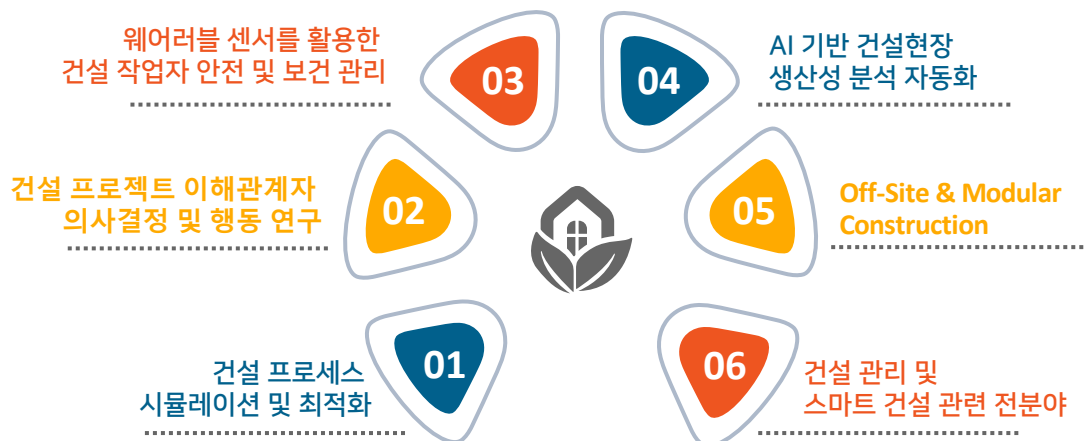 웨어러블 센서를 활용한
건설 작업자 안전 및 보건 관리
03
04
AI 기반 건설현장
생산성 분석 자동화
건설 프로젝트 이해관계자
의사결정 및 행동 연구
02
05
Off-Site & Modular
Construction
건설 프로세스
시뮬레이션 및 최적화
01
06
건설 관리 및
스마트 건설 관련 전분야